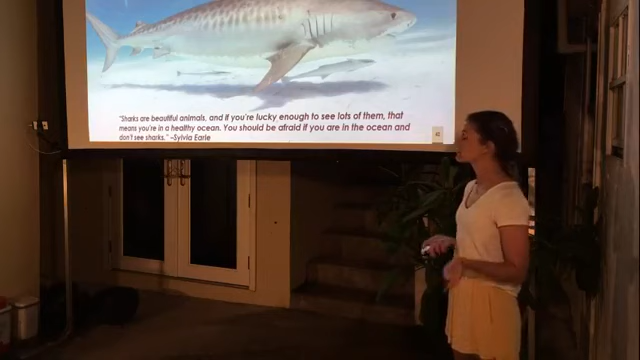 "Sharks are beautiful animals, and if you're lucky enough to see lots of them, that
means you're in a healthy ocean. You should be afraid if you are in the ocean and
don't see sharks." –Sylvia Earle
42